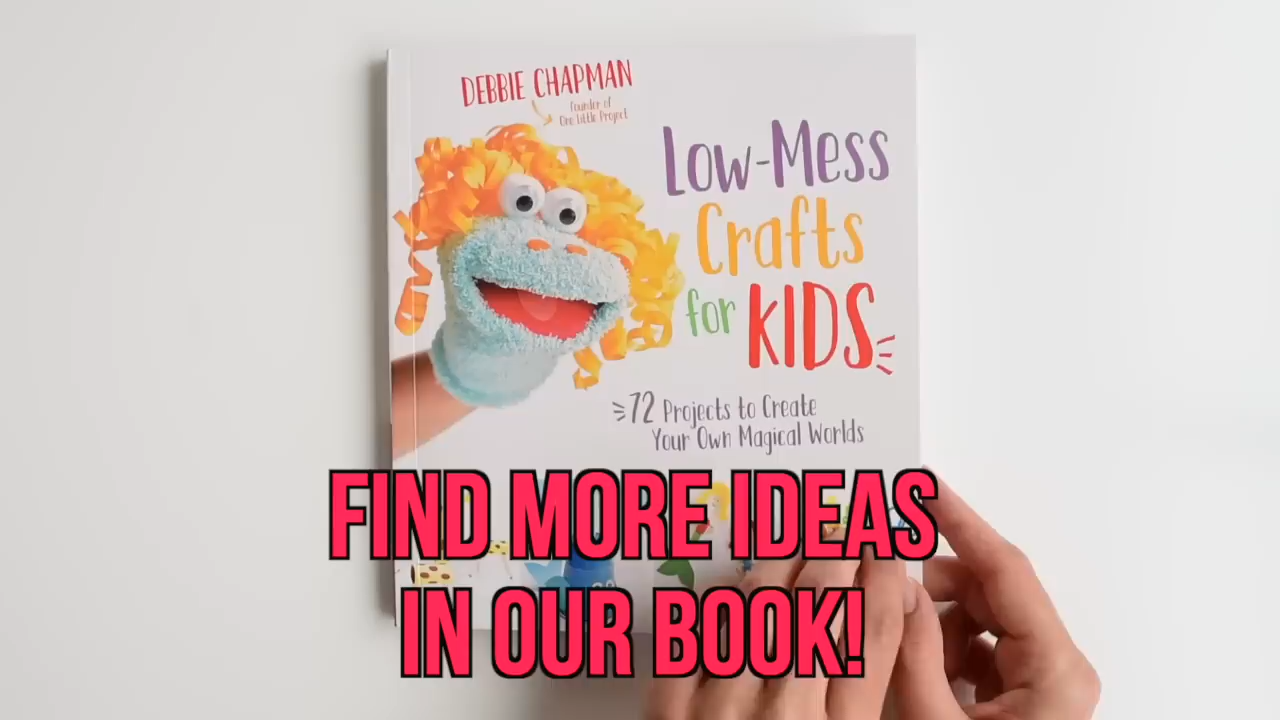 DEBBIE CHAPMAN
Founder of
One Little Project
Low-Mess
Crafts
for KIDS
72 Projects to Create
Your Own Magical Worlds
FIND MORE IDEAS
IN OUR BOOK!